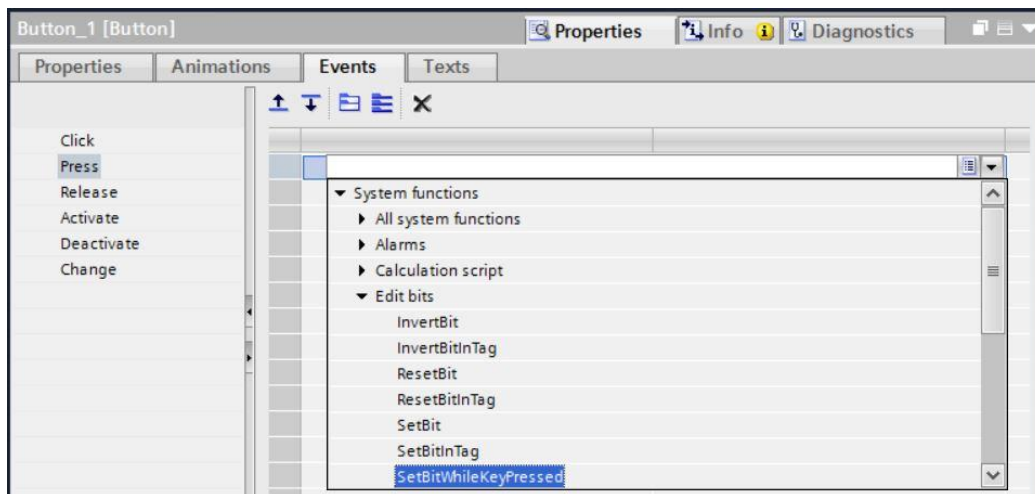 Button_1 [Button]
Properties Info Diagnostics
Properties Animations Events Texts
Click
Press
Release
Activate
Deactivate
Change
System functions
All system functions
Alarms
Calculation script
Edit bits
InvertBit
InvertBitInTag
ResetBit
ResetBitInTag
SetBit
SetBitInTag
SetBitWhileKeyPressed